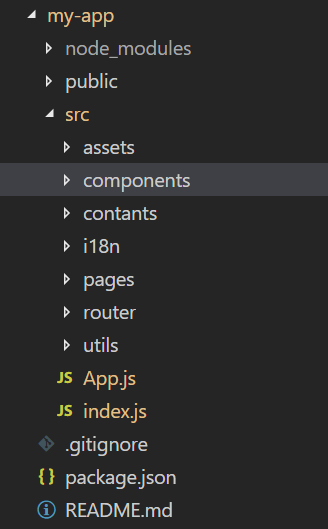 my-app
node_modules
public
src
assets
components
contants
i18n
pages
router
utils
JS App.js
JS index.js
.gitignore
{ } package.json
README.md